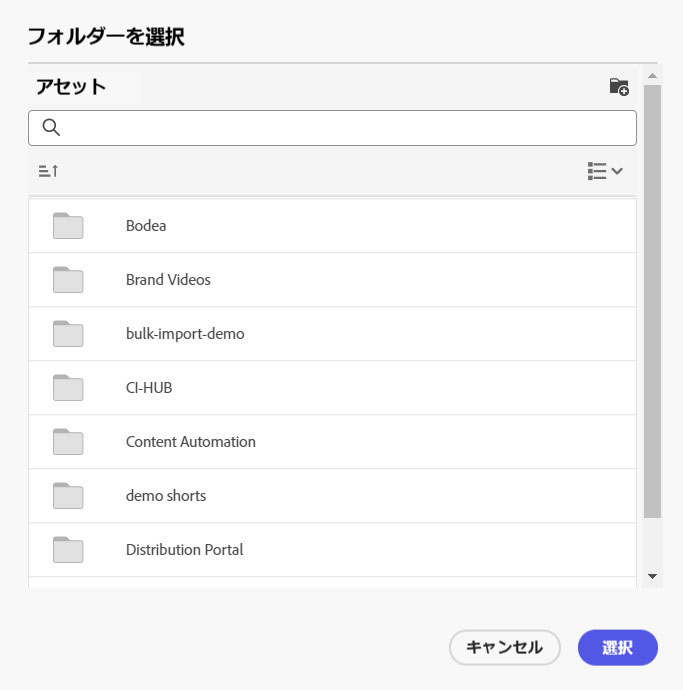 フォルダーを選択
アセット
Bodea
Brand Videos
bulk-import-demo
CI-HUB
Content Automation
demo shorts
Distribution Portal
キャンセル 選択